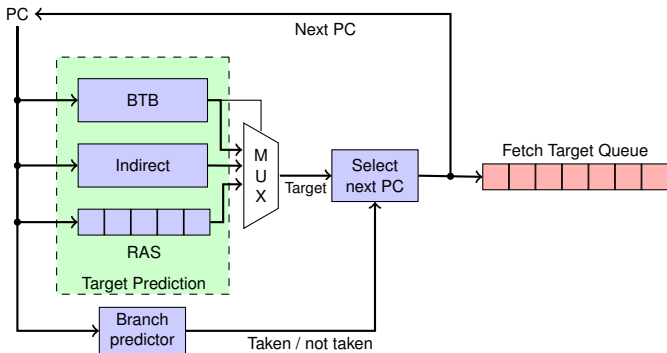 PC
Next PC
BTB
Indirect
RAS
Target Prediction
M
U
X
Target
Select
next PC
Fetch Target Queue
Branch
predictor
Taken / not taken